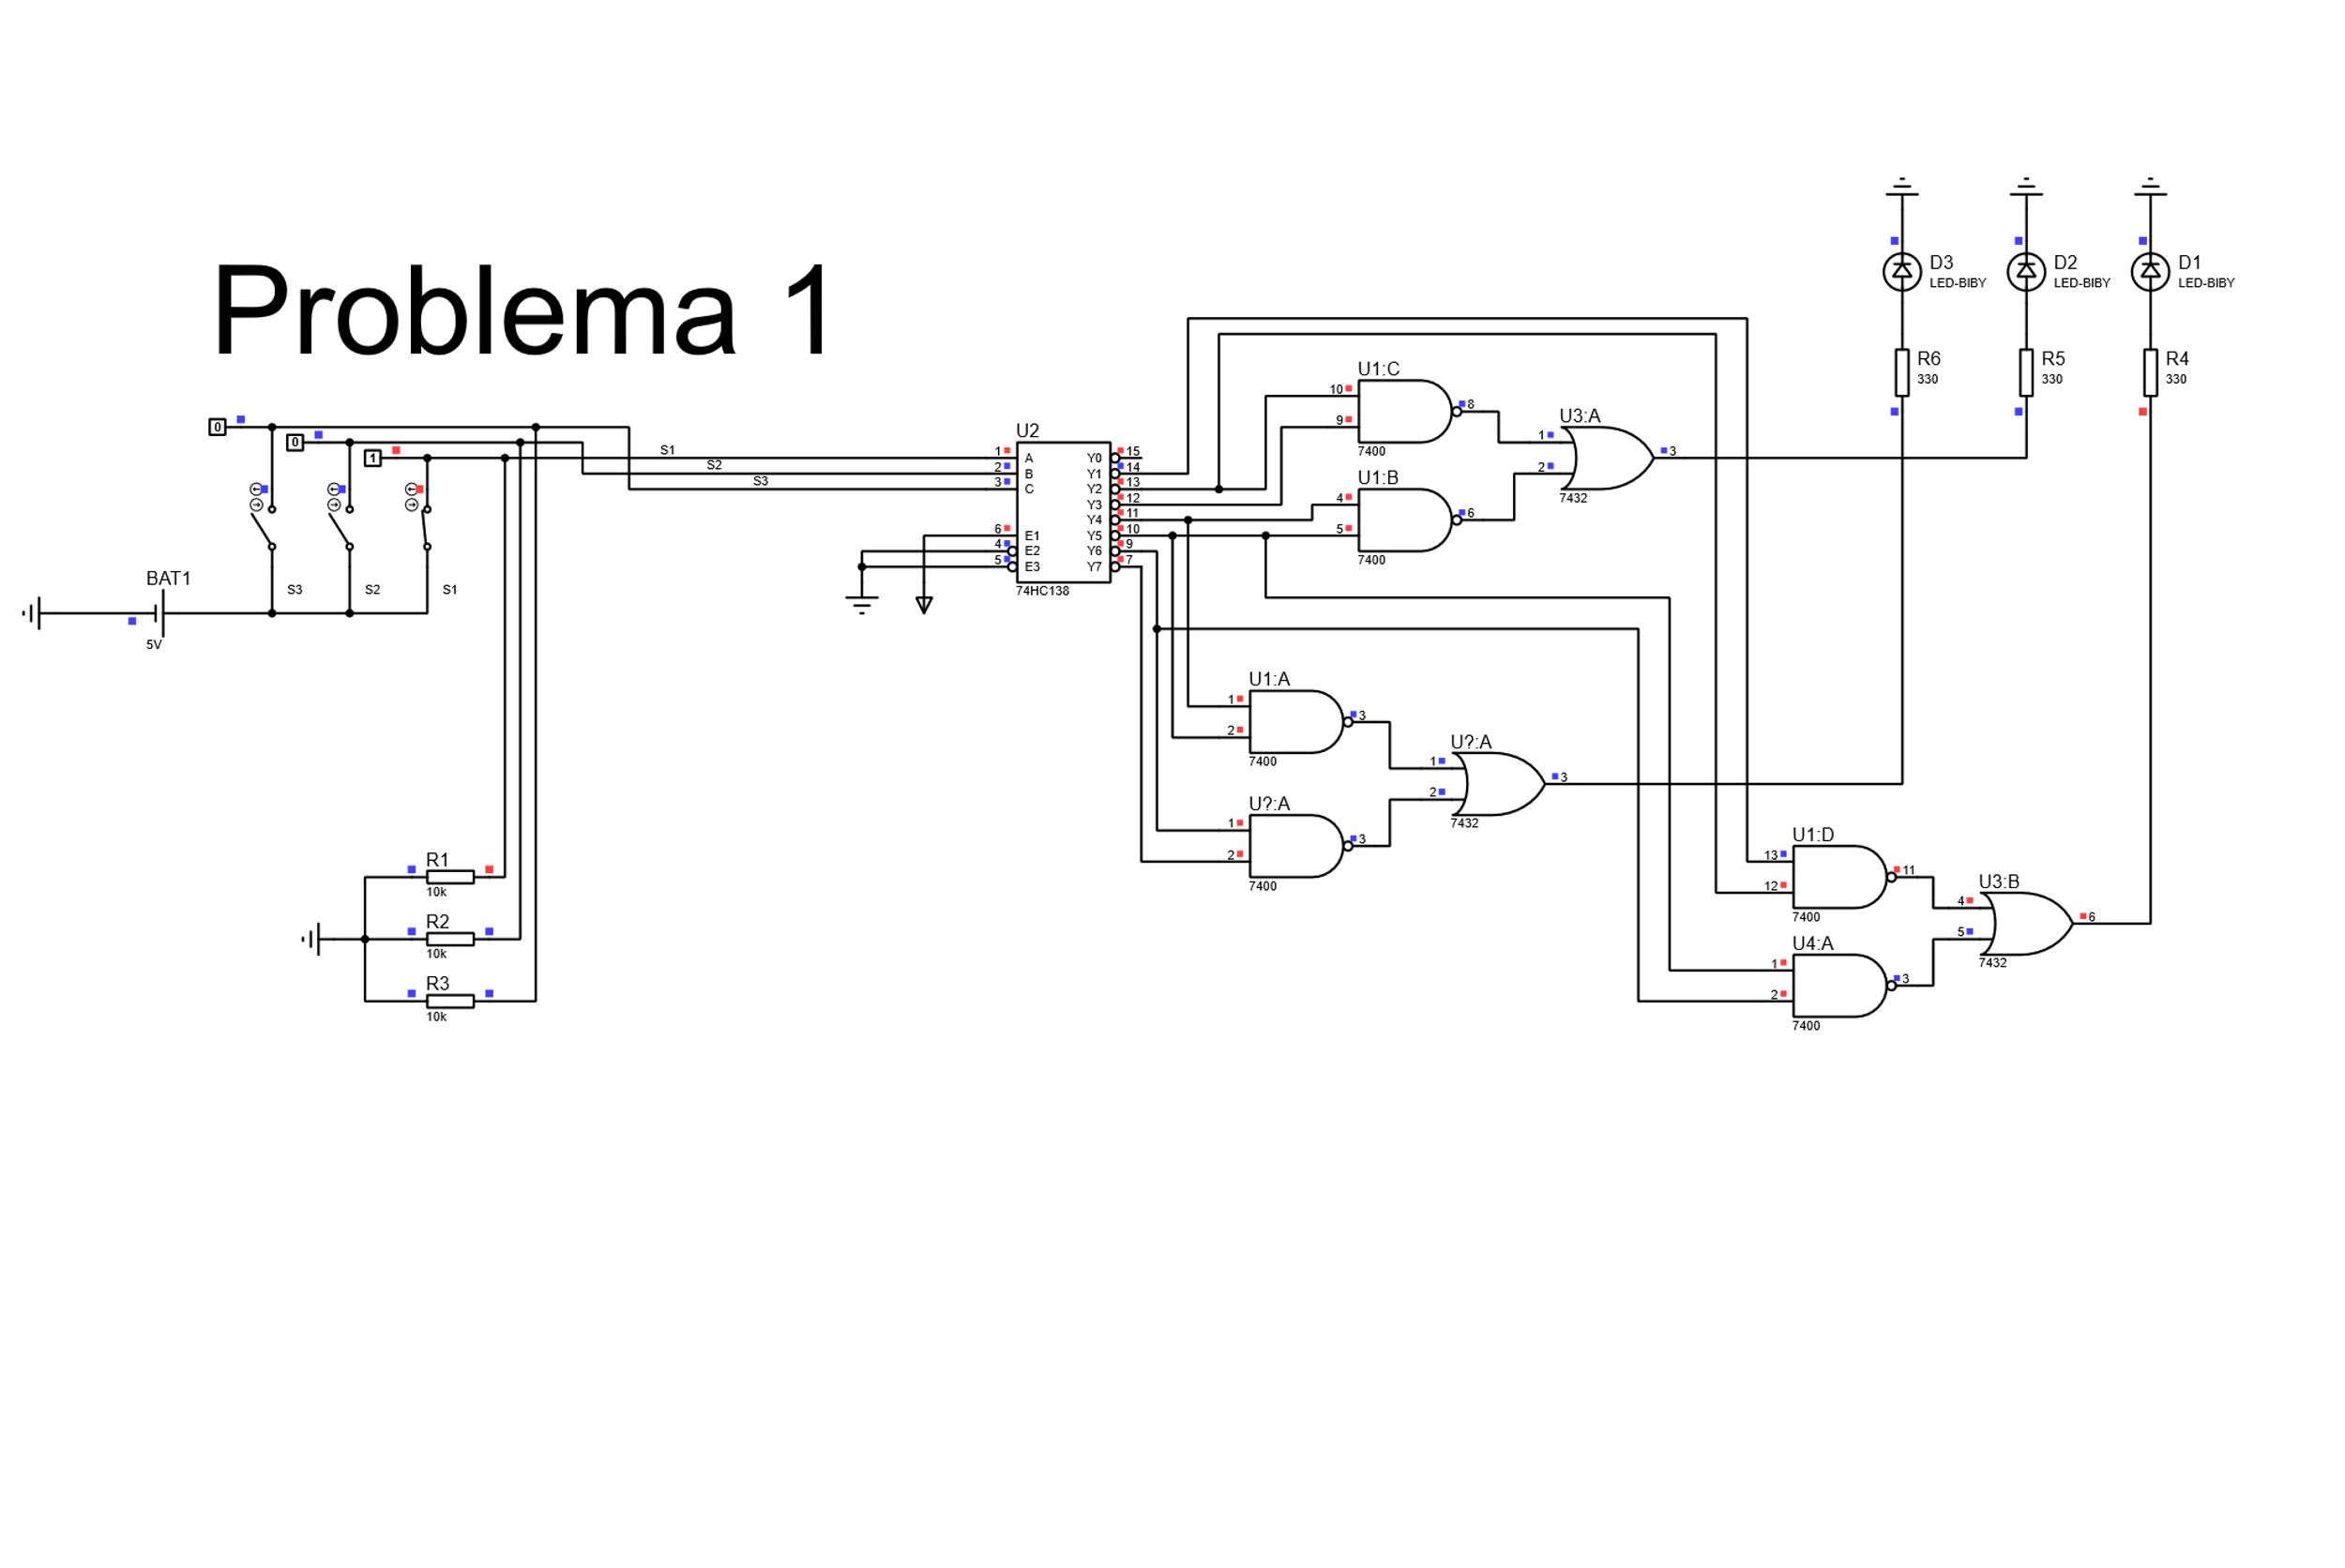 Problema 1
0
0
1
S3
S2
S1
BAT1
5V
R1
10k
R2
10k
R3
10k
S1
S2
S3
U2
1 A Y0 15
2 B Y1 14
3 C Y2 13
Y3 12
Y4 11
6 E1 Y5 10
4 E2 Y6 9
5 E3 Y7 7
74HC138
U1:C
10
9
8
7400
U1:B
4
5
6
7400
U3:A
1
2
3
7432
U1:A
1
2
3
7400
U?:A
1
2
3
7400
U?:A
1
2
3
7432
U1:D
13
12
11
7400
U4:A
1
2
3
7400
U3:B
4
5
6
7432
D3
LED-BIBY
D2
LED-BIBY
D1
LED-BIBY
R6
330
R5
330
R4
330